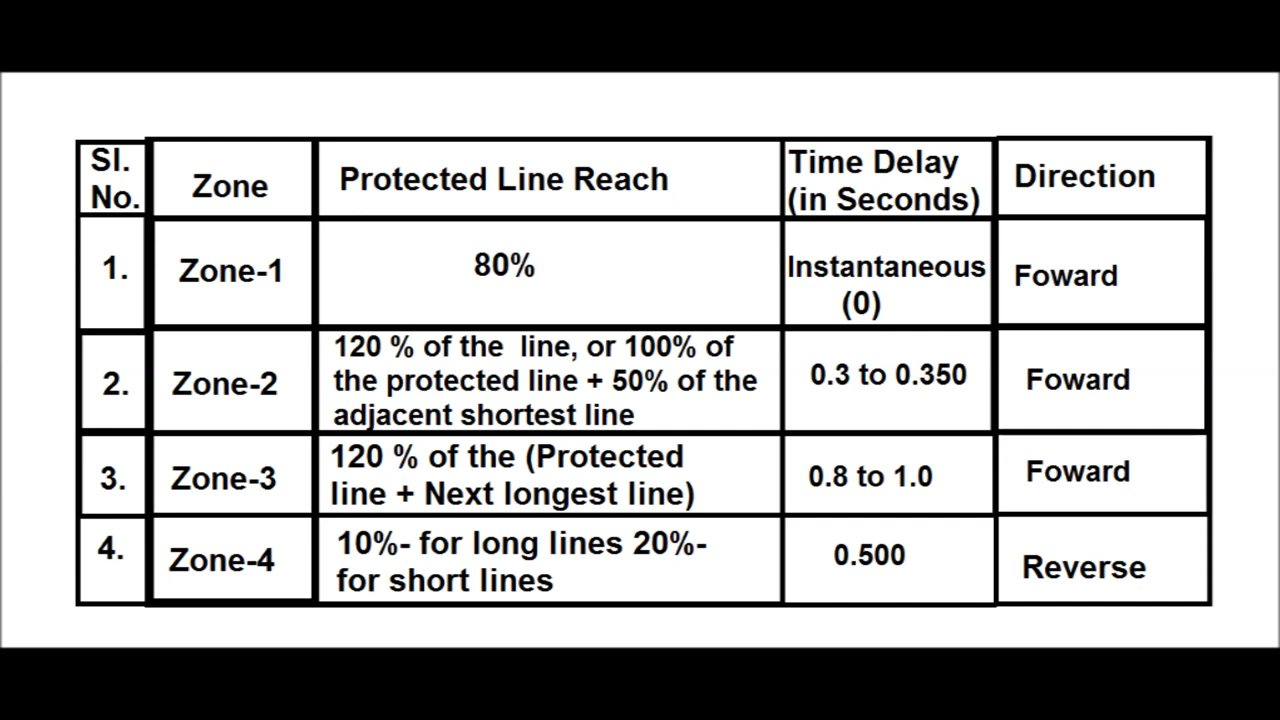 Sl.
No.
Zone
Protected Line Reach
Time Delay
(in Seconds)
Direction
1.
Zone-1
80%
Instantaneous
(0)
Foward
2.
Zone-2
120 % of the line, or 100% of
the protected line + 50% of the
adjacent shortest line
0.3 to 0.350
Foward
3.
Zone-3
120 % of the (Protected
line + Next longest line)
0.8 to 1.0
Foward
4.
Zone-4
10%- for long lines 20%-
for short lines
0.500
Reverse